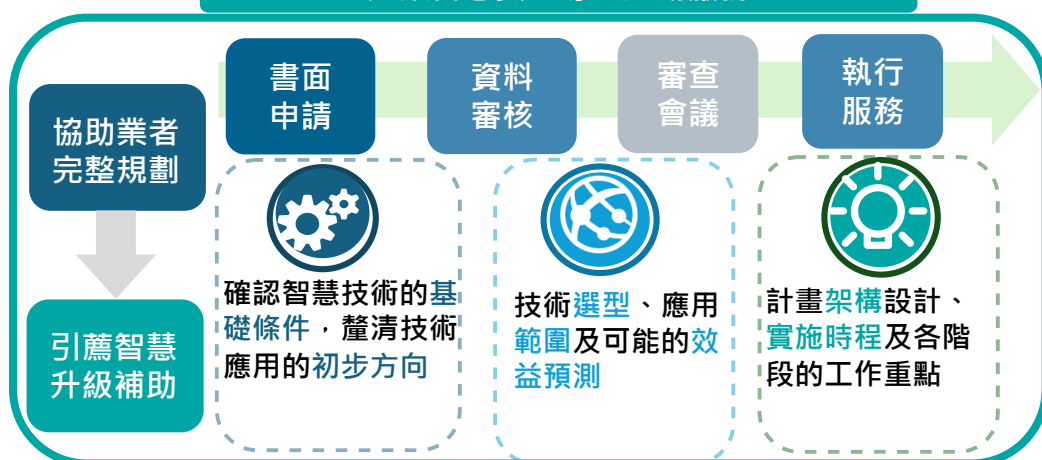 書面
申請
資料
審核
審查
會議
執行
服務
協助業者
完整規劃
引薦智慧
升級補助
確認智慧技術的基
礎條件，釐清技術
應用的初步方向
技術選型、應用
範圍及可能的效
益預測
計畫架構設計、
實施時程及各階
段的工作重點